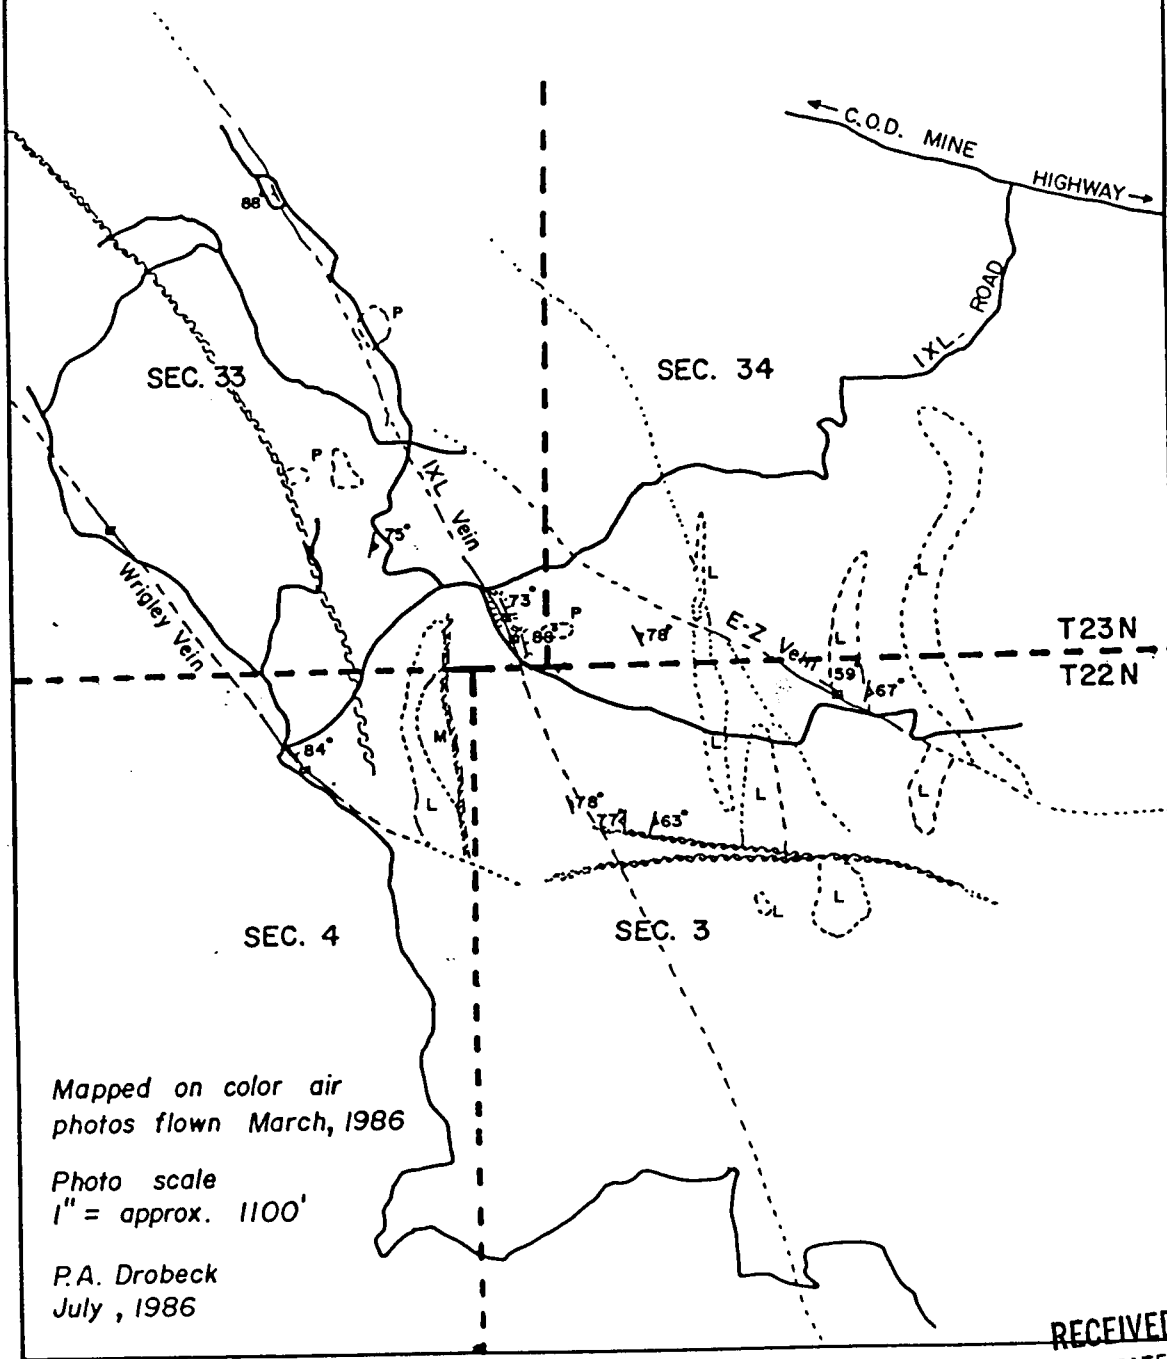 ← C.O.D. MINE
HIGHWAY →
88°
IXL ROAD
P
SEC. 33
SEC. 34
P
IXL Vein
75°
L
L
73°
P
88°
78°
E-Z Vein
L
T23N
Wrigley Vein
59
67°
T22N
84°
M
L
L
L
L
78°
77°
63°
L
L
SEC. 4
SEC. 3
Mapped on color air
photos flown March, 1986
Photo scale
1" = approx. 1100'
P.A. Drobeck
July , 1986
RECEIVED